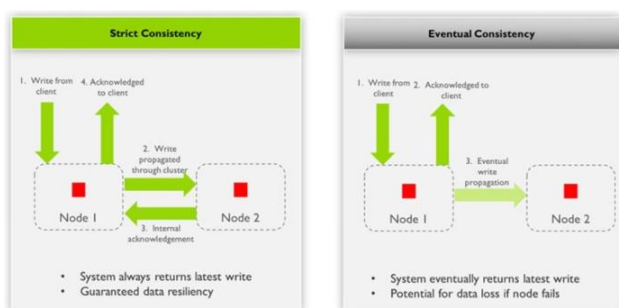 Strict Consistency
1. Write from
client
4. Acknowledged
to client
2. Write
propagated
through cluster
Node 1
Node 2
3. Internal
acknowledgement
• System always returns latest write
• Guaranteed data resiliency
Eventual Consistency
1. Write from
client
2. Acknowledged to
client
3. Eventual
write
propagation
Node 1
Node 2
• System eventually returns latest write
• Potential for data loss if node fails